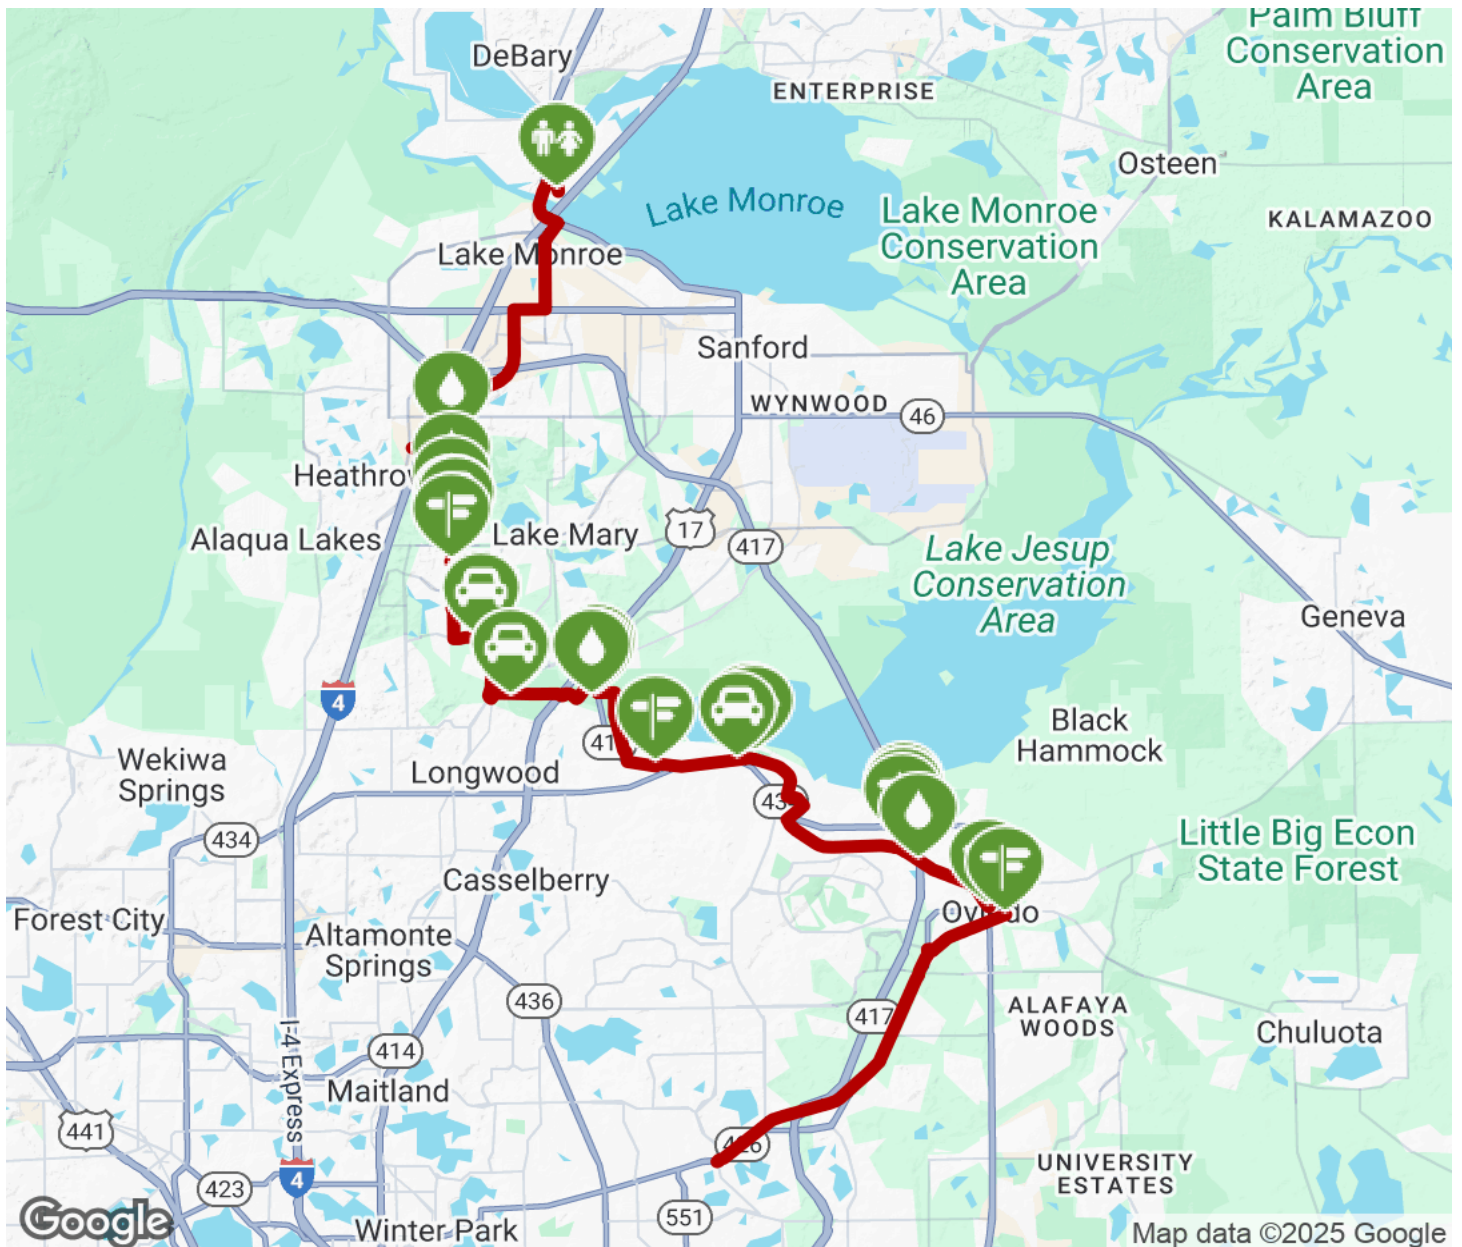 Palm Bluff
Conservation
Area
DeBary
ENTERPRISE
Osteen
Lake Monroe
Lake Monroe
Conservation
Area
KALAMAZOO
Lake Monroe
Sanford
WYNWOOD
46
Heathro
Alaqua Lakes
Lake Mary
17
417
Lake Jesup
Conservation
Area
Geneva
4
Black
Hammock
Wekiwa
Springs
Longwood
434
Little Big Econ
State Forest
Casselberry
Forest City
Altamonte
Springs
436
417
ALAFAYA
WOODS
Chuluota
I-4 Express
414
Maitland
441
UNIVERSITY
ESTATES
4
423
551
Winter Park
Google
Map data ©2025 Google